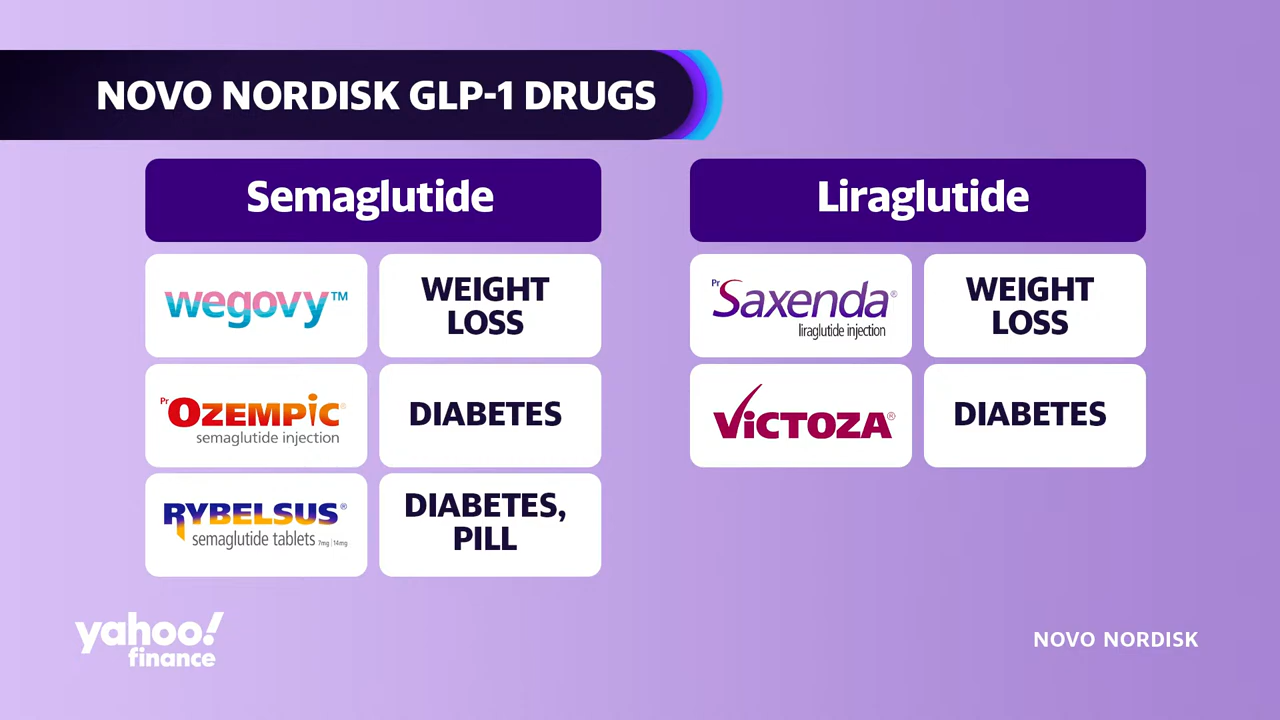 NOVO NORDISK GLP-1 DRUGS
Semaglutide
wegovy™
WEIGHT
LOSS
Pr OZEMPIC®
semaglutide injection
DIABETES
RYBELSUS®
semaglutide tablets 7mg | 14mg
DIABETES,
PILL
Liraglutide
Pr Saxenda®
liraglutide injection
WEIGHT
LOSS
VICTOZA®
DIABETES
yahoo!
finance
NOVO NORDISK